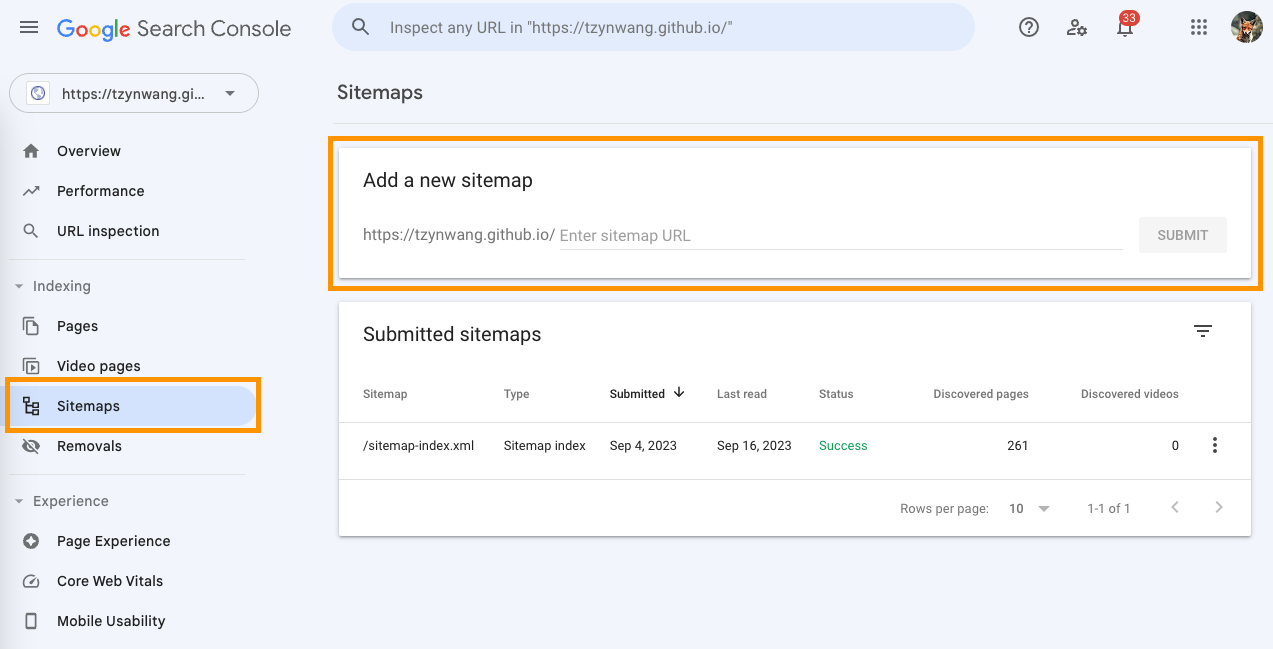 Google Search Console
Inspect any URL in "https://tzynwang.github.io/"
33
https://tzynwang.gi...
Overview
Performance
URL inspection
Indexing
Pages
Video pages
Sitemaps
Removals
Experience
Page Experience
Core Web Vitals
Mobile Usability
Sitemaps
Add a new sitemap
https://tzynwang.github.io/ Enter sitemap URL SUBMIT
Submitted sitemaps
Sitemap Type Submitted Last read Status Discovered pages Discovered videos
/sitemap-index.xml Sitemap index Sep 4, 2023 Sep 16, 2023 Success 261 0
Rows per page: 10 1-1 of 1